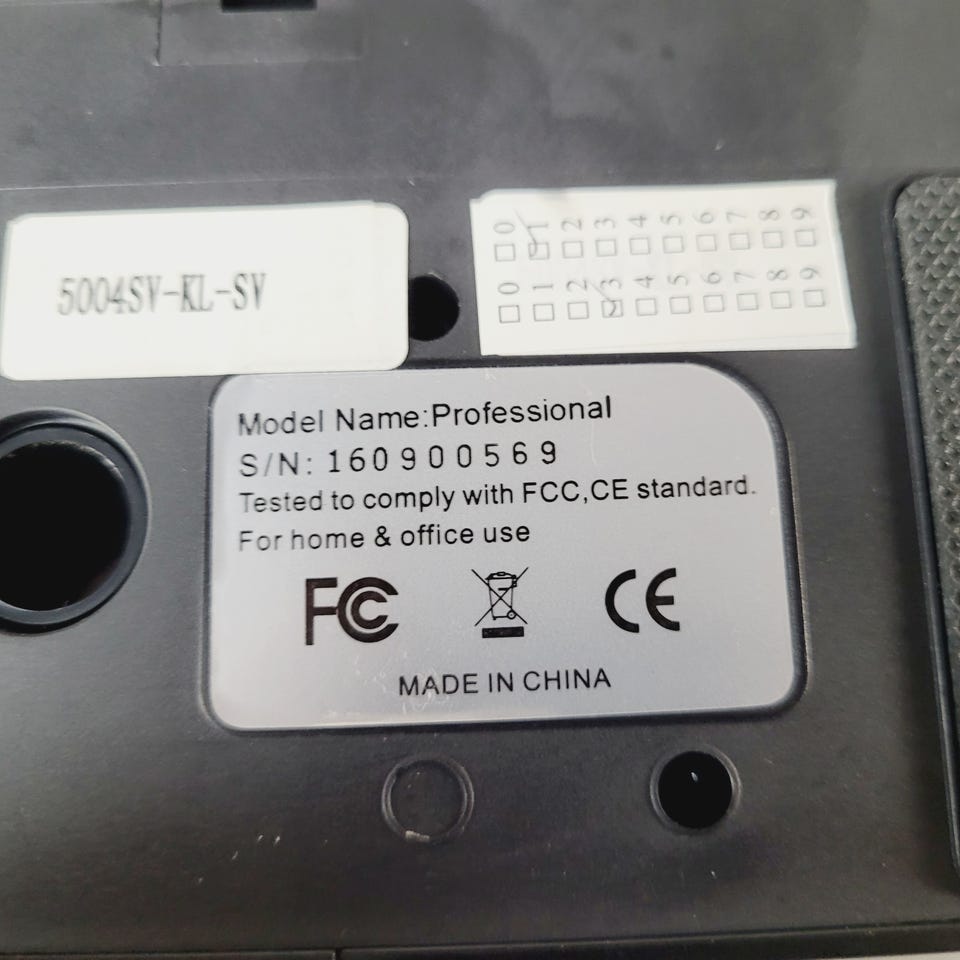 5004SV-KL-SV
0 1 2 3 4 5 6 7 8 9
0 1 2 3 4 5 6 7 8 9
Model Name:Professional
S/N: 160900569
Tested to comply with FCC,CE standard.
For home & office use
FCC CE
MADE IN CHINA